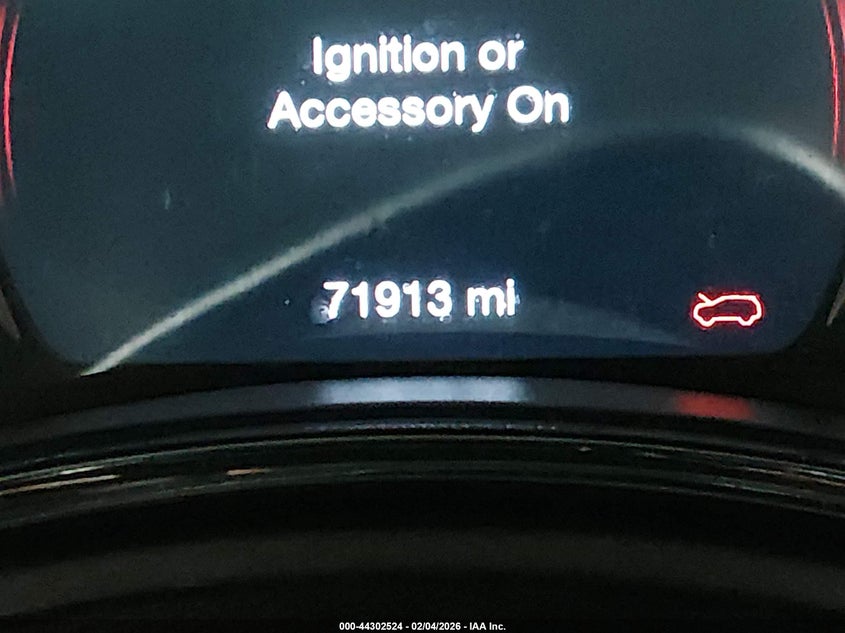 Ignition or
Accessory On
71913 mi
000-44302524 - 02/04/2026 - IAA Inc.